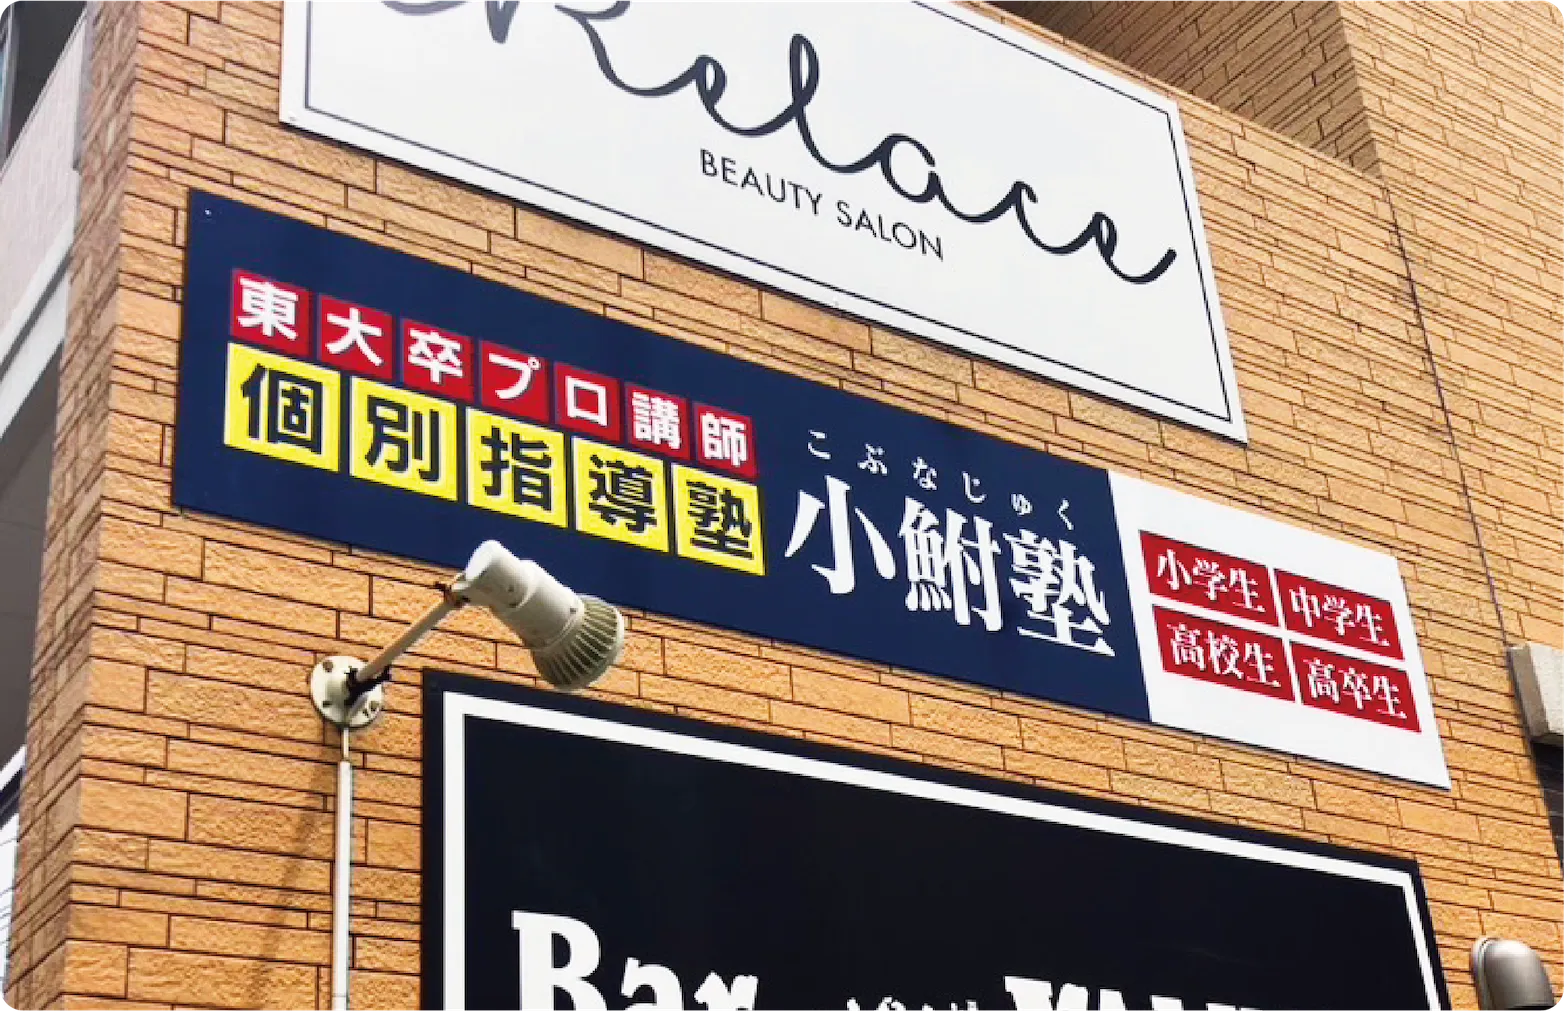 Relace
BEAUTY SALON
東大卒プロ講師
個別指導塾
こぶなじゅく
小鮒塾
小学生
中学生
高校生
高卒生
Bar